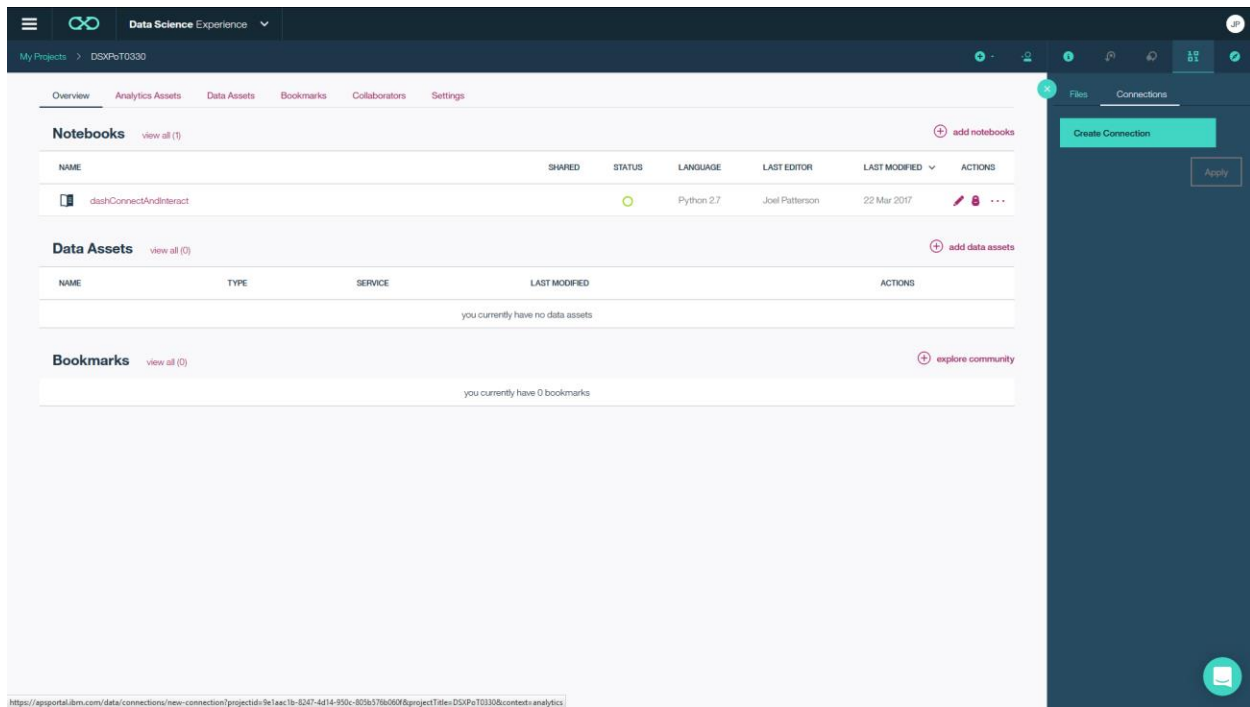 Data Science Experience
JP
My Projects > DSXPoT0330
Overview Analytics Assets Data Assets Bookmarks Collaborators Settings
Files Connections
Notebooks view all (1) add notebooks
Create Connection
NAME SHARED STATUS LANGUAGE LAST EDITOR LAST MODIFIED ACTIONS
Apply
dashConnectAndInteract Python 2.7 Joel Patterson 22 Mar 2017
Data Assets view all (0) add data assets
NAME TYPE SERVICE LAST MODIFIED ACTIONS
you currently have no data assets
Bookmarks view all (0) explore community
you currently have 0 bookmarks
https://apsportal.ibm.com/data/connections/new-connection?projectid=9e1aac1b-8247-4d14-950c-805b576b060f&projectTitle=DSXPoT0330&context=analytics